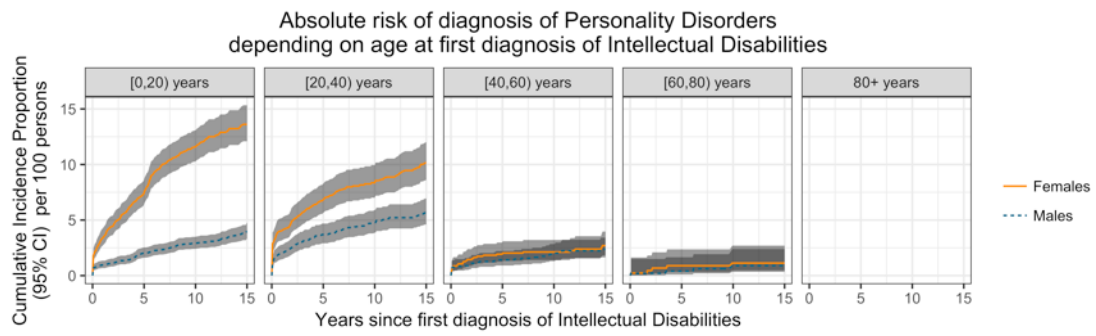 Absolute risk of diagnosis of Personality Disorders
depending on age at first diagnosis of Intellectual Disabilities
Cumulative Incidence Proportion
(95% CI) per 100 persons
[0,20) years
[20,40) years
[40,60) years
[60,80) years
80+ years
15
10
5
0
0 5 10 15
0 5 10 15
0 5 10 15
0 5 10 15
0 5 10 15
Years since first diagnosis of Intellectual Disabilities
Females
Males